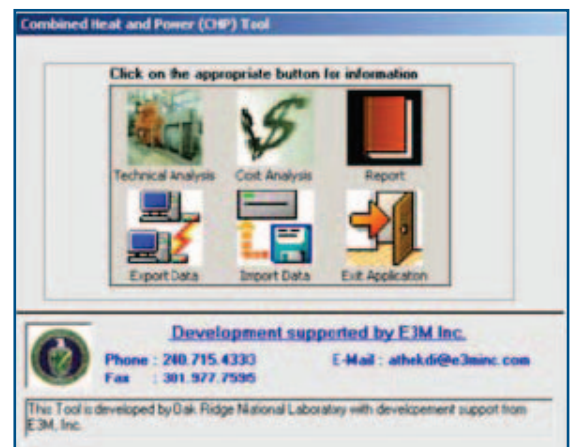 Combined Heat and Power (CHP) Tool
Click on the appropriate button for information
Technical Analysis Cost Analysis Report
Export Data Import Data Exit Application
Development supported by E3M Inc.
Phone : 240.715.4333 E-Mail : athekdi@e3minc.com
Fax : 301.977.7595
This Tool is developed by Oak Ridge National Laboratory with developement support from
E3M, Inc.